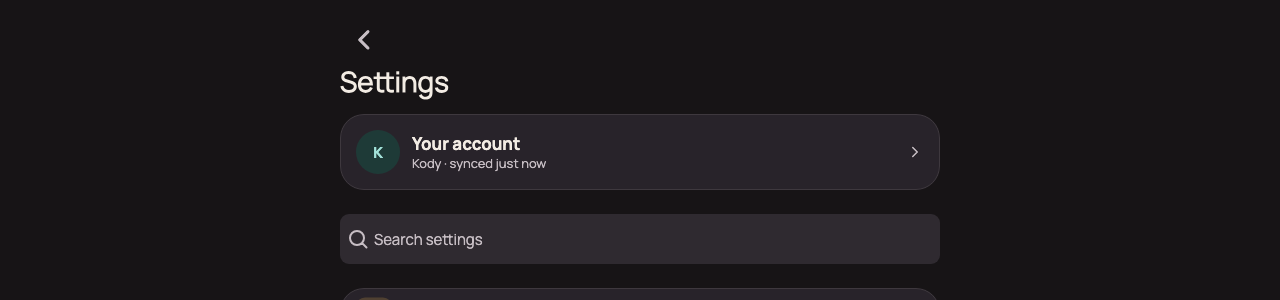 Settings
K
Your account
Kody · synced just now
Search settings